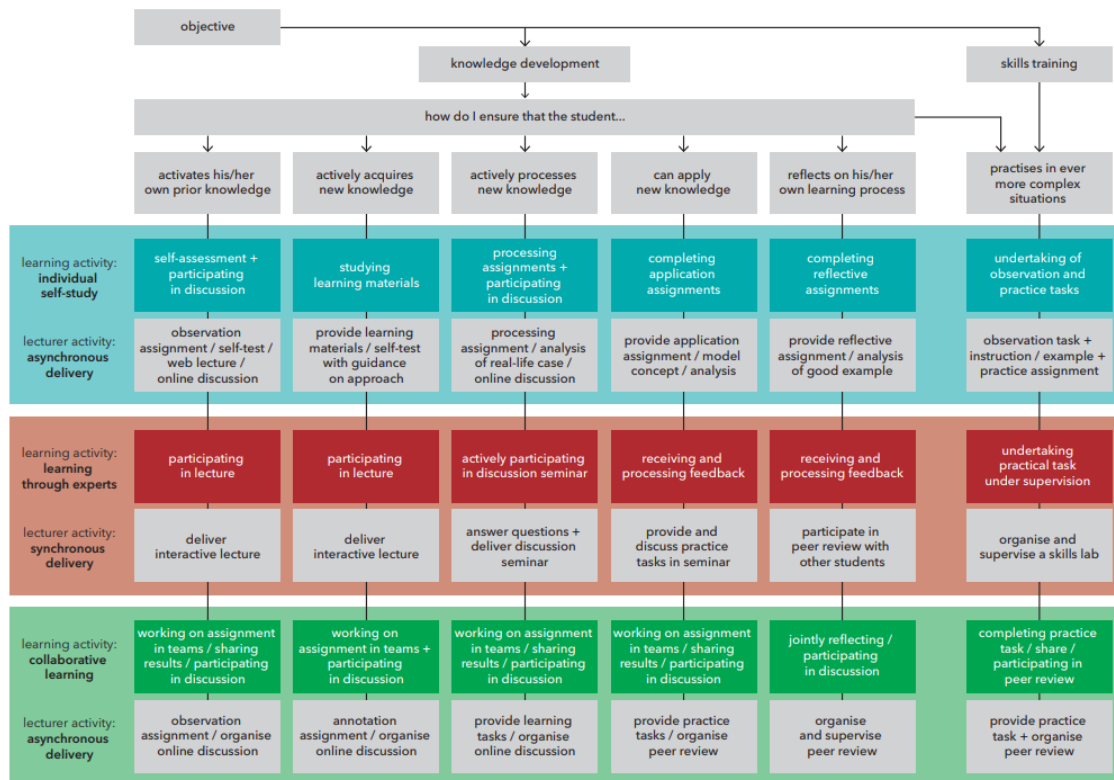 objective
knowledge development
skills training
how do I ensure that the student...
activates his/her
own prior knowledge
actively acquires
new knowledge
actively processes
new knowledge
can apply
new knowledge
reflects on his/her
own learning process
practises in ever
more complex
situations
learning activity:
individual
self-study
self-assessment +
participating
in discussion
studying
learning materials
processing
assignments +
participating
in discussion
completing
application
assignments
completing
reflective
assignments
undertaking of
observation and
practice tasks
lecturer activity:
asynchronous
delivery
observation
assignment / self-test /
web lecture /
online discussion
provide learning
materials / self-test
with guidance
on approach
processing
assignment / analysis
of real-life case /
online discussion
provide application
assignment / model
concept / analysis
provide reflective
assignment / analysis
of good example
observation task +
instruction / example +
practice assignment
learning activity:
learning
through experts
participating
in lecture
participating
in lecture
actively participating
in discussion seminar
receiving and
processing feedback
receiving and
processing feedback
undertaking
practical task
under supervision
lecturer activity:
synchronous
delivery
deliver
interactive lecture
deliver
interactive lecture
answer questions +
deliver discussion
seminar
provide and
discuss practice
tasks in seminar
participate in
peer review with
other students
organise and
supervise a skills lab
learning activity:
collaborative
learning
working on assignment
in teams / sharing
results / participating
in discussion
working on
assignment in teams +
participating
in discussion
working on assignment
in teams / sharing
results / participating
in discussion
working on assignment
in teams / sharing
results / participating
in discussion
jointly reflecting /
participating
in discussion
completing practice
task / share /
participating in
peer review
lecturer activity:
asynchronous
delivery
observation
assignment / organise
online discussion
annotation
assignment / organise
online discussion
provide learning
tasks / organise
online discussion
provide practice
tasks / organise
peer review
organise
and supervise
peer review
provide practice
task + organise
peer review